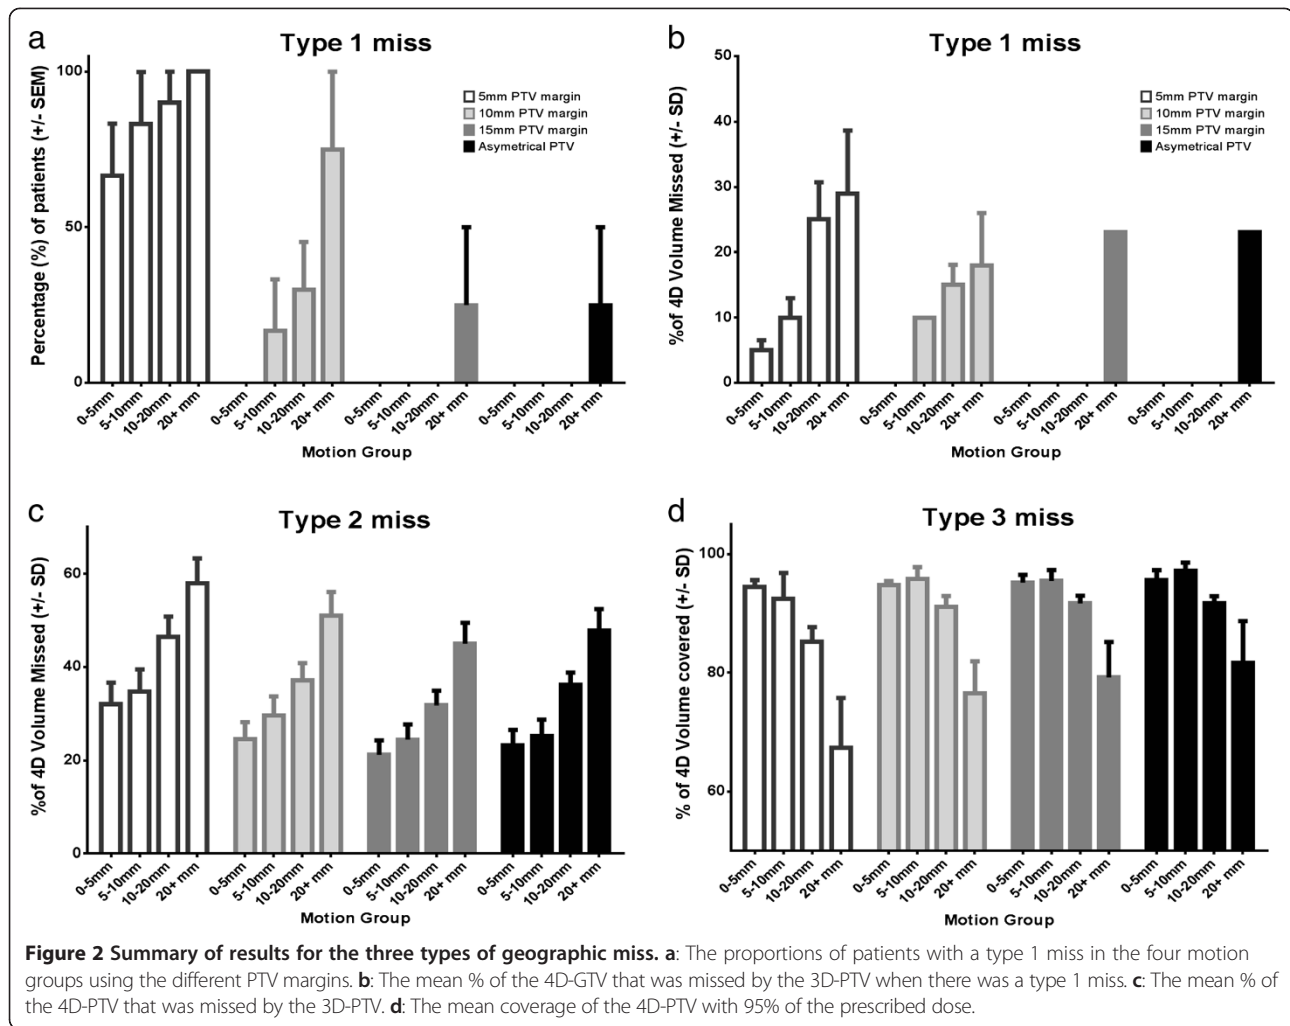 a
Type 1 miss
Percentage (%) of patients (+/- SEM)
100
50
0
5mm PTV margin
10mm PTV margin
15mm PTV margin
Asymetrical PTV
0-5mm
5-10mm
10-20mm
20+ mm
0-5mm
5-10mm
10-20mm
20+ mm
0-5mm
5-10mm
10-20mm
20+ mm
0-5mm
5-10mm
10-20mm
20+ mm
Motion Group
b
Type 1 miss
%of 4D Volume Missed (+/- SD)
50
40
30
20
10
0
5mm PTV margin
10mm PTV margin
15mm PTV margin
Asymetrical PTV
0-5mm
5-10mm
10-20mm
20+ mm
0-5mm
5-10mm
10-20mm
20+ mm
0-5mm
5-10mm
10-20mm
20+ mm
0-5mm
5-10mm
10-20mm
20+ mm
Motion Group
c
Type 2 miss
%of 4D Volume Missed (+/- SD)
60
40
20
0
0-5mm
5-10mm
10-20mm
20+ mm
0-5mm
5-10mm
10-20mm
20+ mm
0-5mm
5-10mm
10-20mm
20+ mm
0-5mm
5-10mm
10-20mm
20+ mm
Motion Group
d
Type 3 miss
% of 4D Volume covered (+/- SD)
100
80
60
0-5mm
5-10mm
10-20mm
20+ mm
0-5mm
5-10mm
10-20mm
20+ mm
0-5mm
5-10mm
10-20mm
20+ mm
0-5mm
5-10mm
10-20mm
20+ mm
Motion Group
Figure 2 Summary of results for the three types of geographic miss. a: The proportions of patients with a type 1 miss in the four motion
groups using the different PTV margins. b: The mean % of the 4D-GTV that was missed by the 3D-PTV when there was a type 1 miss. c: The mean % of
the 4D-PTV that was missed by the 3D-PTV. d: The mean coverage of the 4D-PTV with 95% of the prescribed dose.